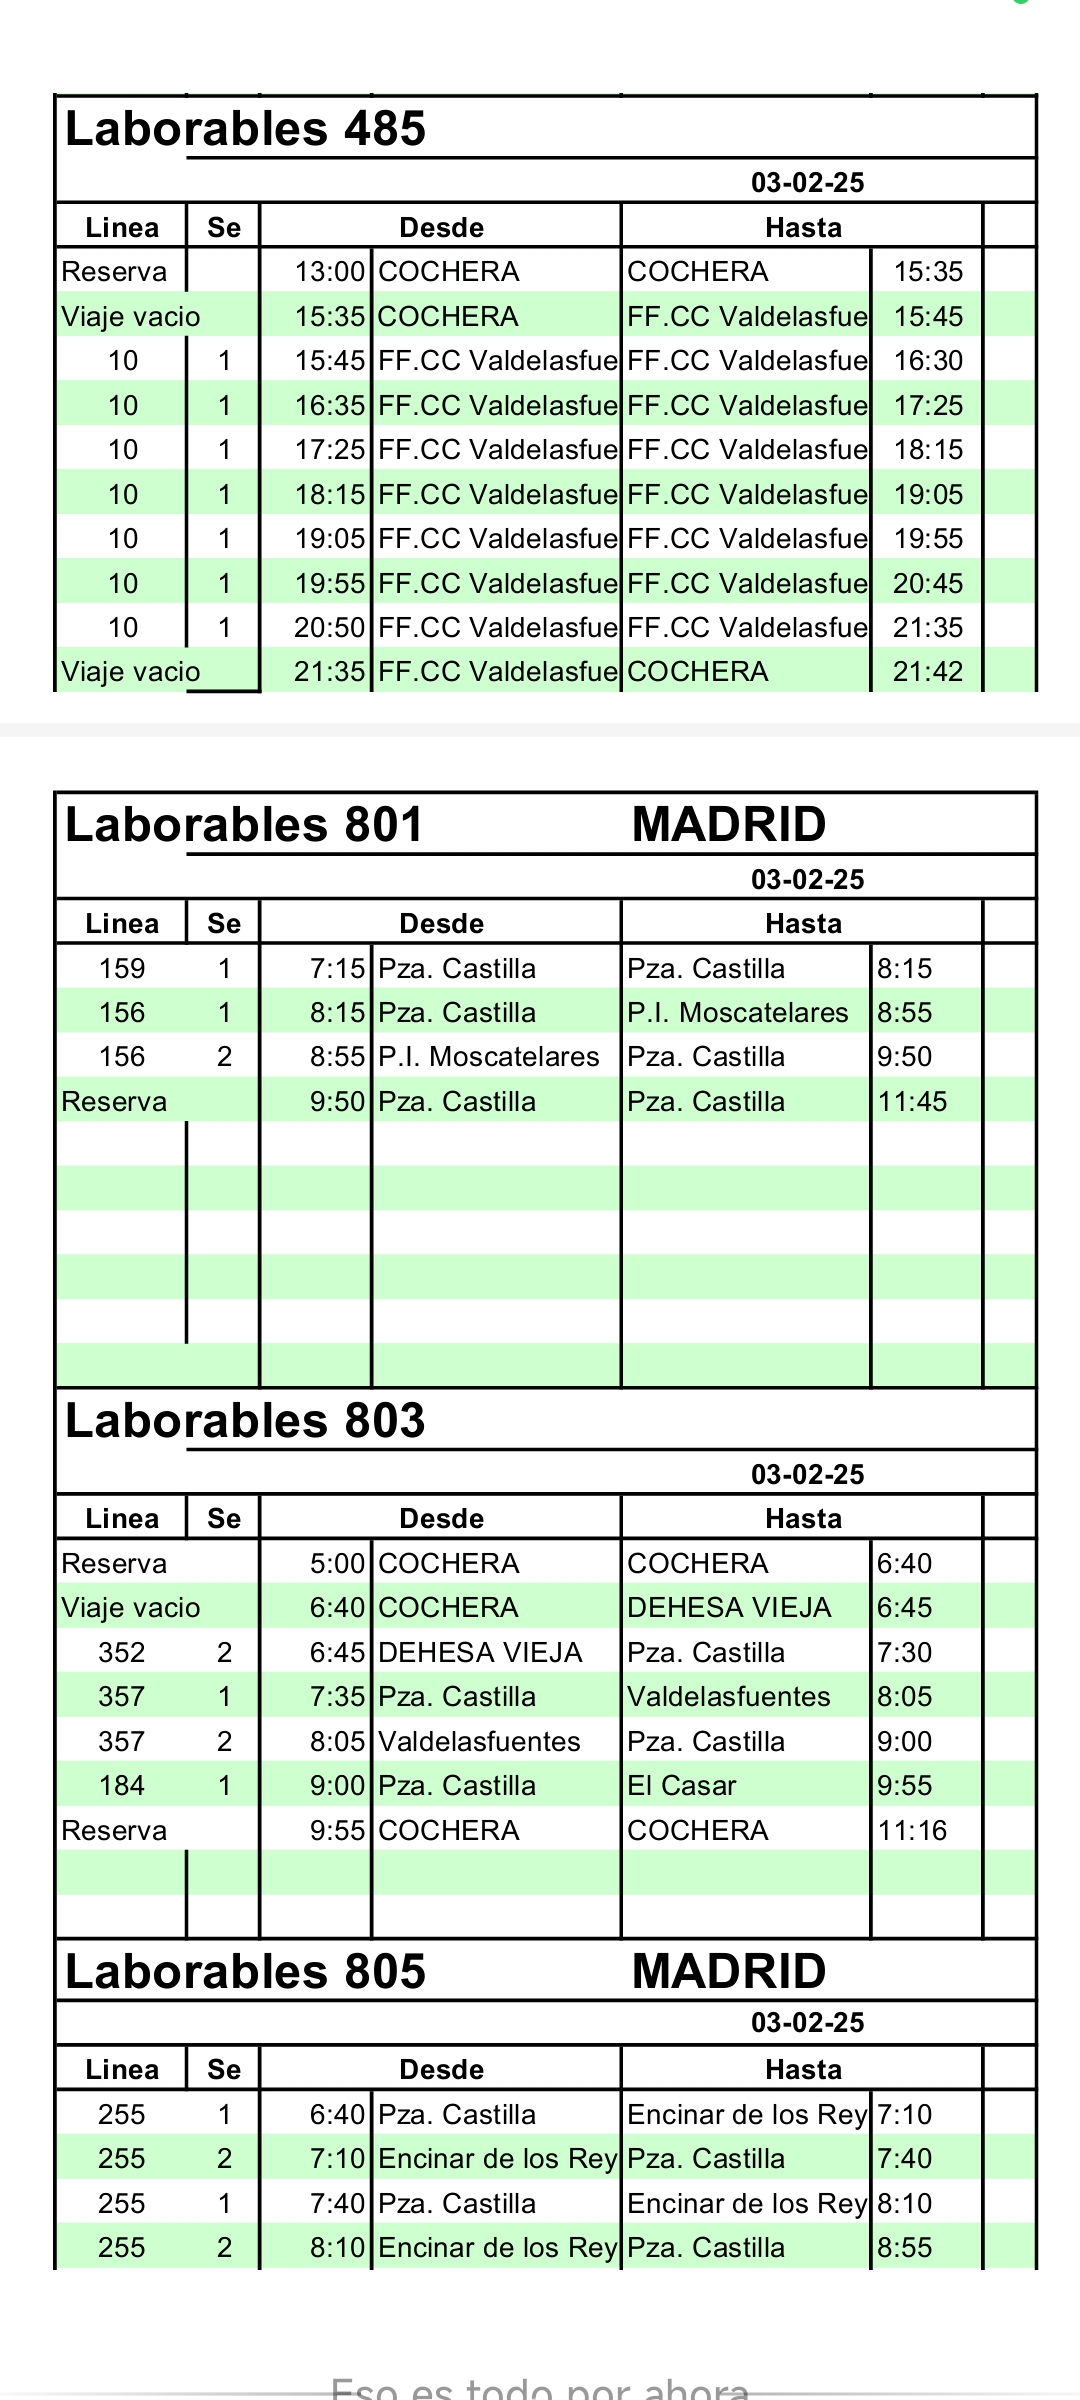 Laborables 485
03-02-25
Linea Se Desde Hasta
Reserva 13:00 COCHERA COCHERA 15:35
Viaje vacio 15:35 COCHERA FF.CC Valdelasfue 15:45
10 1 15:45 FF.CC Valdelasfue FF.CC Valdelasfue 16:30
10 1 16:35 FF.CC Valdelasfue FF.CC Valdelasfue 17:25
10 1 17:25 FF.CC Valdelasfue FF.CC Valdelasfue 18:15
10 1 18:15 FF.CC Valdelasfue FF.CC Valdelasfue 19:05
10 1 19:05 FF.CC Valdelasfue FF.CC Valdelasfue 19:55
10 1 19:55 FF.CC Valdelasfue FF.CC Valdelasfue 20:45
10 1 20:50 FF.CC Valdelasfue FF.CC Valdelasfue 21:35
Viaje vacio 21:35 FF.CC Valdelasfue COCHERA 21:42
Laborables 801 MADRID
03-02-25
Linea Se Desde Hasta
159 1 7:15 Pza. Castilla Pza. Castilla 8:15
156 1 8:15 Pza. Castilla P.I. Moscatelares 8:55
156 2 8:55 P.I. Moscatelares Pza. Castilla 9:50
Reserva 9:50 Pza. Castilla Pza. Castilla 11:45
Laborables 803
03-02-25
Linea Se Desde Hasta
Reserva 5:00 COCHERA COCHERA 6:40
Viaje vacio 6:40 COCHERA DEHESA VIEJA 6:45
352 2 6:45 DEHESA VIEJA Pza. Castilla 7:30
357 1 7:35 Pza. Castilla Valdelasfuentes 8:05
357 2 8:05 Valdelasfuentes Pza. Castilla 9:00
184 1 9:00 Pza. Castilla El Casar 9:55
Reserva 9:55 COCHERA COCHERA 11:16
Laborables 805 MADRID
03-02-25
Linea Se Desde Hasta
255 1 6:40 Pza. Castilla Encinar de los Rey 7:10
255 2 7:10 Encinar de los Rey Pza. Castilla 7:40
255 1 7:40 Pza. Castilla Encinar de los Rey 8:10
255 2 8:10 Encinar de los Rey Pza. Castilla 8:55
Eso es todo por ahora